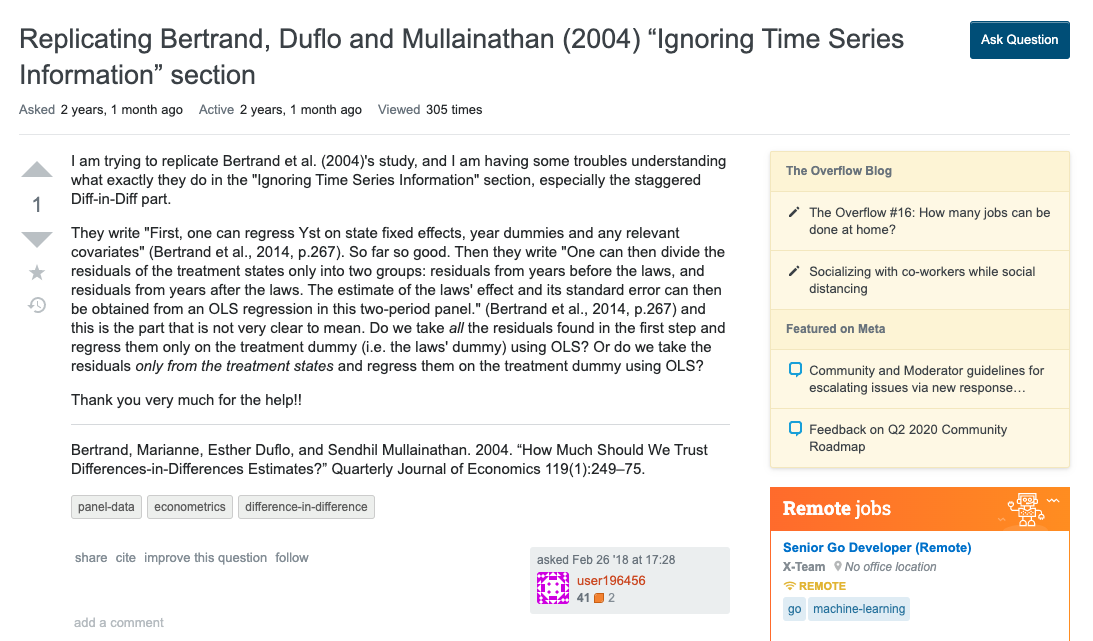 Replicating Bertrand, Duflo and Mullainathan (2004) “Ignoring Time Series
Information” section
Ask Question
Asked 2 years, 1 month ago Active 2 years, 1 month ago Viewed 305 times
1
I am trying to replicate Bertrand et al. (2004)'s study, and I am having some troubles understanding
what exactly they do in the "Ignoring Time Series Information" section, especially the staggered
Diff-in-Diff part.
They write "First, one can regress Yst on state fixed effects, year dummies and any relevant
covariates" (Bertrand et al., 2014, p.267). So far so good. Then they write "One can then divide the
residuals of the treatment states only into two groups: residuals from years before the laws, and
residuals from years after the laws. The estimate of the laws' effect and its standard error can then
be obtained from an OLS regression in this two-period panel." (Bertrand et al., 2014, p.267) and
this is the part that is not very clear to mean. Do we take all the residuals found in the first step and
regress them only on the treatment dummy (i.e. the laws' dummy) using OLS? Or do we take the
residuals only from the treatment states and regress them on the treatment dummy using OLS?
Thank you very much for the help!!
Bertrand, Marianne, Esther Duflo, and Sendhil Mullainathan. 2004. “How Much Should We Trust
Differences-in-Differences Estimates?” Quarterly Journal of Economics 119(1):249–75.
panel-data econometrics difference-in-difference
share cite improve this question follow
asked Feb 26 '18 at 17:28
user196456
41 2
add a comment
The Overflow Blog
The Overflow #16: How many jobs can be
done at home?
Socializing with co-workers while social
distancing
Featured on Meta
Community and Moderator guidelines for
escalating issues via new response…
Feedback on Q2 2020 Community
Roadmap
Remote jobs
Senior Go Developer (Remote)
X-Team No office location
REMOTE
go machine-learning